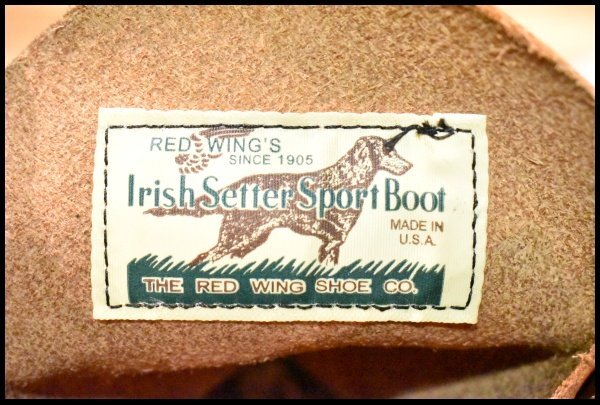 RED WING'S
SINCE 1905
Irish Setter Sport Boot
MADE IN
U.S.A.
THE RED WING SHOE CO.